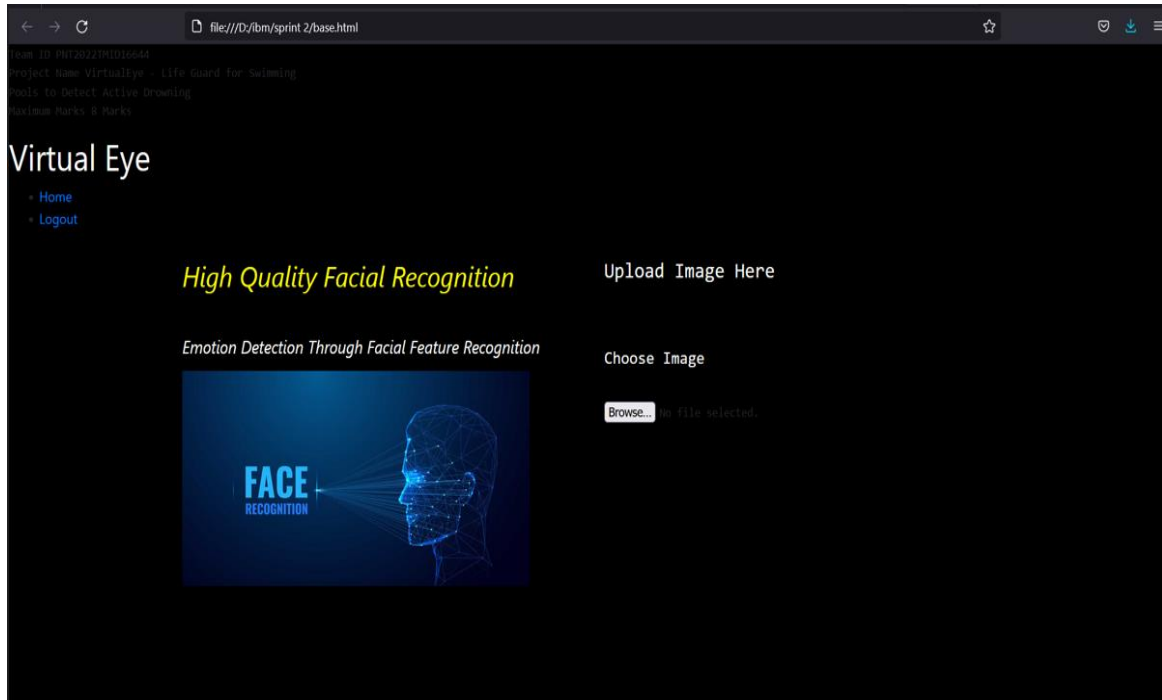 file:///D:/ibm/sprint 2/base.html
Team ID PNT2022TMID16644
Project Name VirtualEye - Life Guard for Swimming
Pools to Detect Active Drowning
Maximum Marks 8 Marks
Virtual Eye
Home
Logout
High Quality Facial Recognition
Emotion Detection Through Facial Feature Recognition
FACE
RECOGNITION
Upload Image Here
Choose Image
Browse... No file selected.